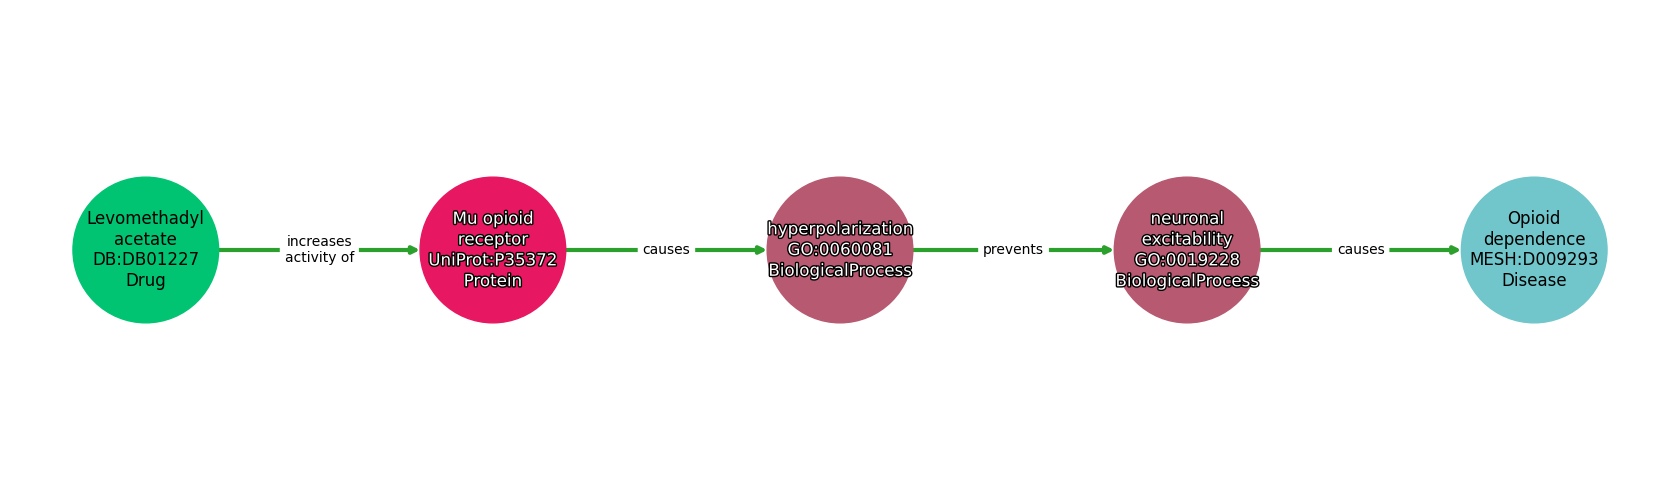 Levomethadyl
acetate
DB:DB01227
Drug
increases
activity of
Mu opioid
receptor
UniProt:P35372
Protein
causes
hyperpolarization
GO:0060081
BiologicalProcess
prevents
neuronal
excitability
GO:0019228
BiologicalProcess
causes
Opioid
dependence
MESH:D009293
Disease